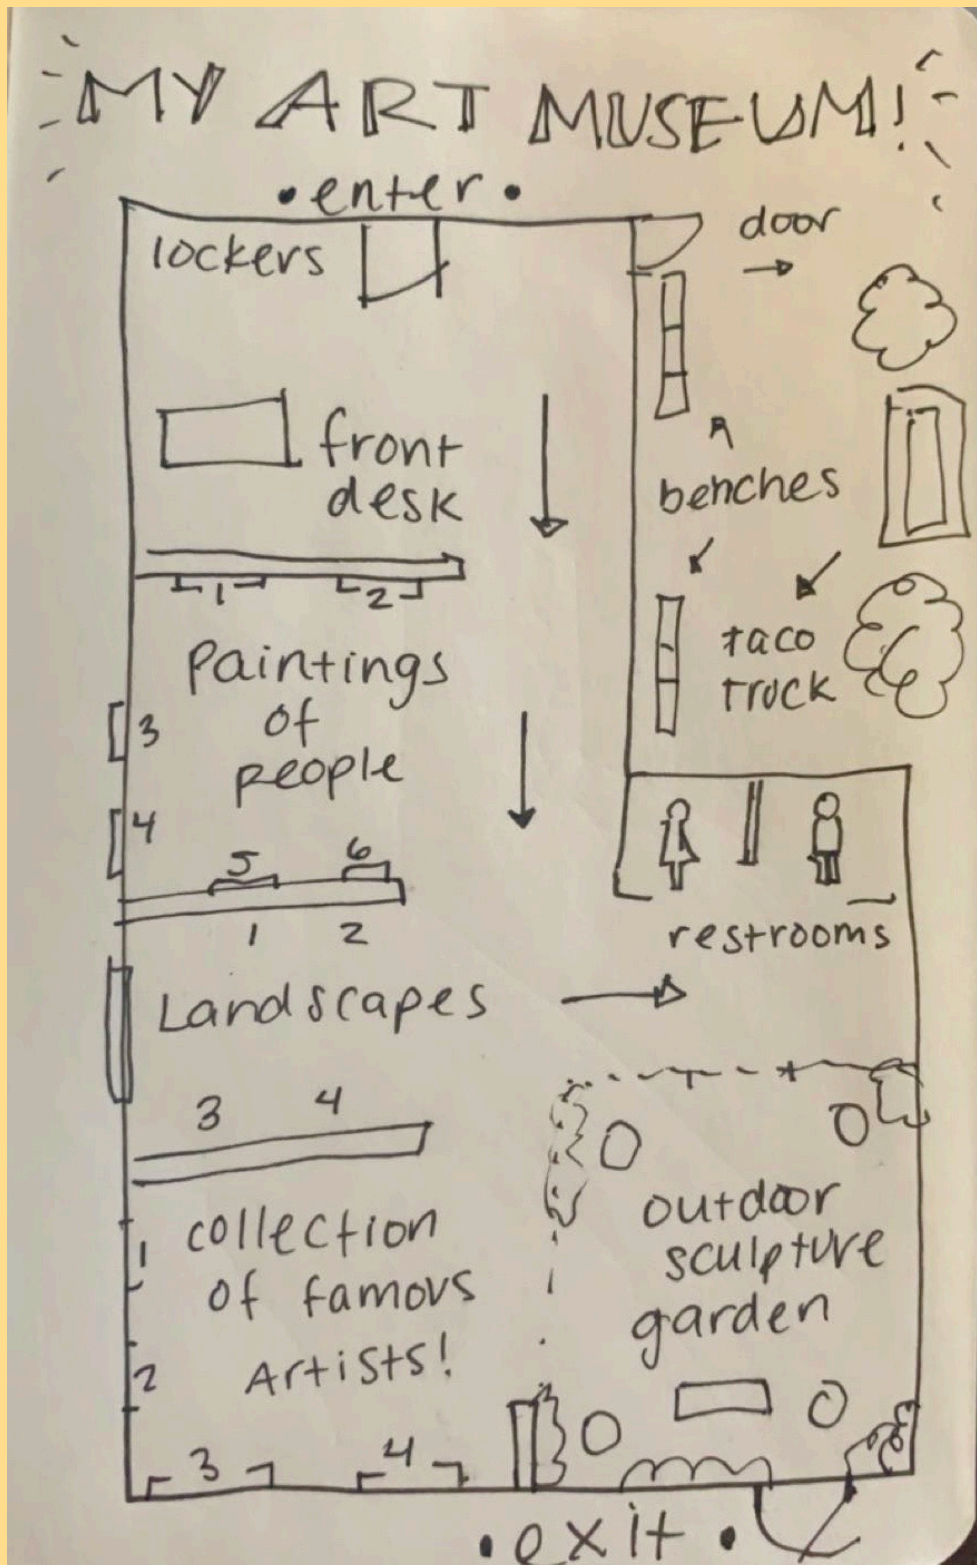 MY ART MUSEUM!
• enter •
lockers
door
front
desk
benches
1 2
Paintings
of
people
3
4
taco
truck
5 6
restrooms
1 2
Landscapes
3 4
collection
of famous
Artists!
1
2
3 4
outdoor
sculpture
garden
• exit •